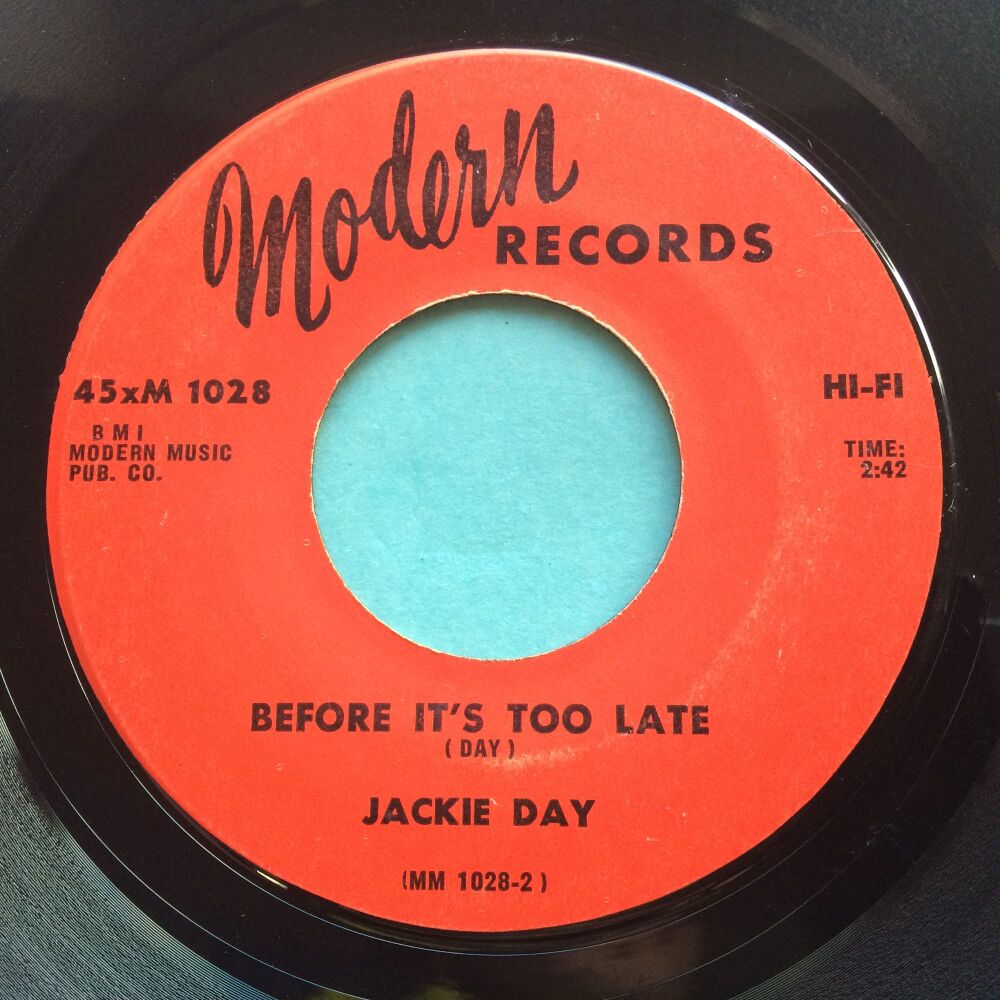 Modern
RECORDS
45xM 1028
HI-FI
B M I
MODERN MUSIC
PUB. CO.
TIME:
2:42
BEFORE IT'S TOO LATE
(DAY)
JACKIE DAY
(MM 1028-2)